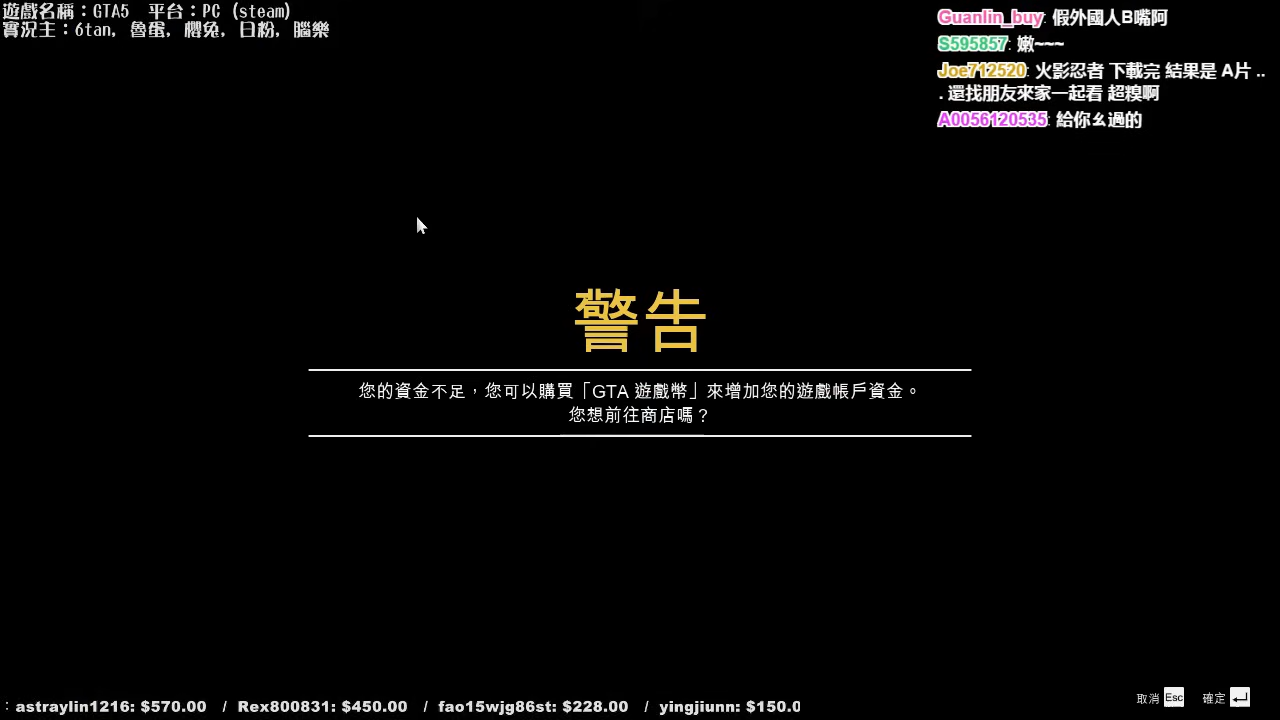 遊戲名稱：GTA5 平台：PC (steam)
實況主：6tan, 魯蛋, 櫻兔, 日粉, 腦樂
Guanlin_buy: 假外國人B嘴阿
S595857: 嫩~~~
Joe712520: 火影忍者 下載完 結果是 A片 ..
. 還找朋友來家一起看 超糗啊
A0056120535: 給你ㄠ過的
警告
您的資金不足，您可以購買「GTA 遊戲幣」來增加您的遊戲帳戶資金。
您想前往商店嗎？
取消 Esc 確定
: astraylin1216: $570.00 / Rex800831: $450.00 / fao15wjg86st: $228.00 / yingjiunn: $150.0